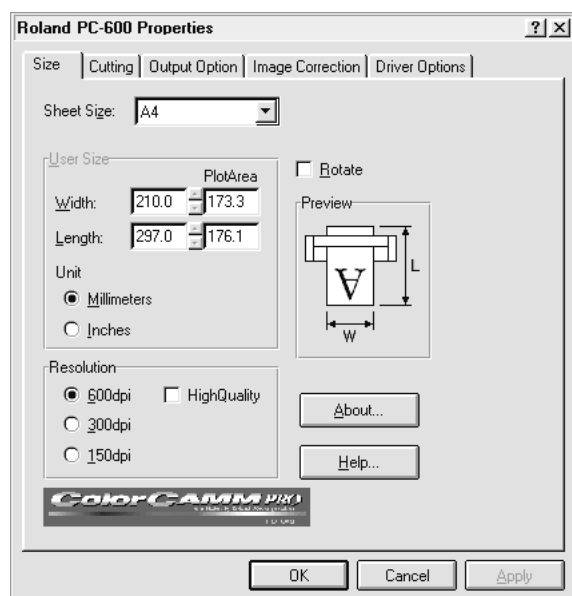 Roland PC-600 Properties
Size Cutting Output Option Image Correction Driver Options
Sheet Size: A4
User Size
PlotArea
Width: 210.0 173.3
Length: 297.0 176.1
Unit
Millimeters
Inches
Rotate
Preview
A
L
W
Resolution
600dpi HighQuality
300dpi
150dpi
About...
Help...
ColorCAMM PRO
OK Cancel Apply